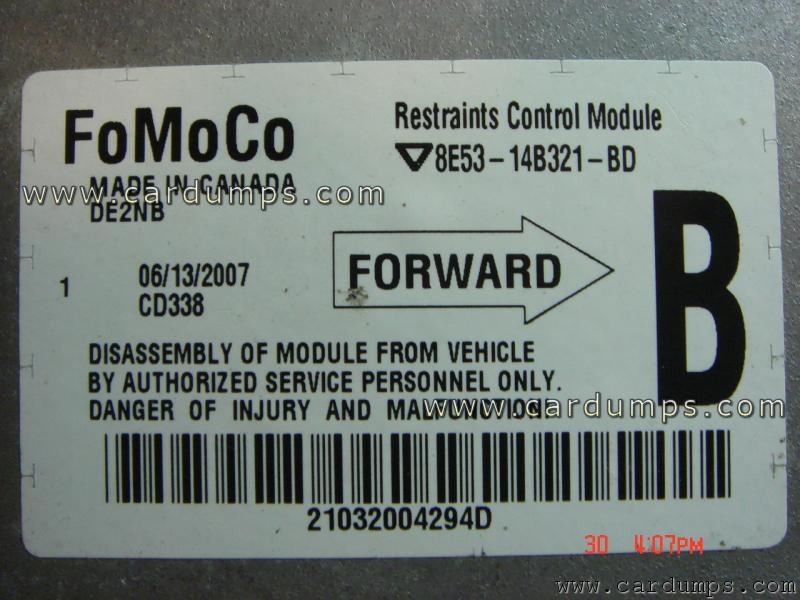 FoMoCo
Restraints Control Module
8E53-14B321-BD
MADE IN CANADA
www.cardumps.com
DE2NB
B
1
06/13/2007
CD338
FORWARD
DISASSEMBLY OF MODULE FROM VEHICLE
BY AUTHORIZED SERVICE PERSONNEL ONLY.
DANGER OF INJURY AND MALFUNCTION
www.cardumps.com
21032004294D
30 4:07PM
www.cardumps.com